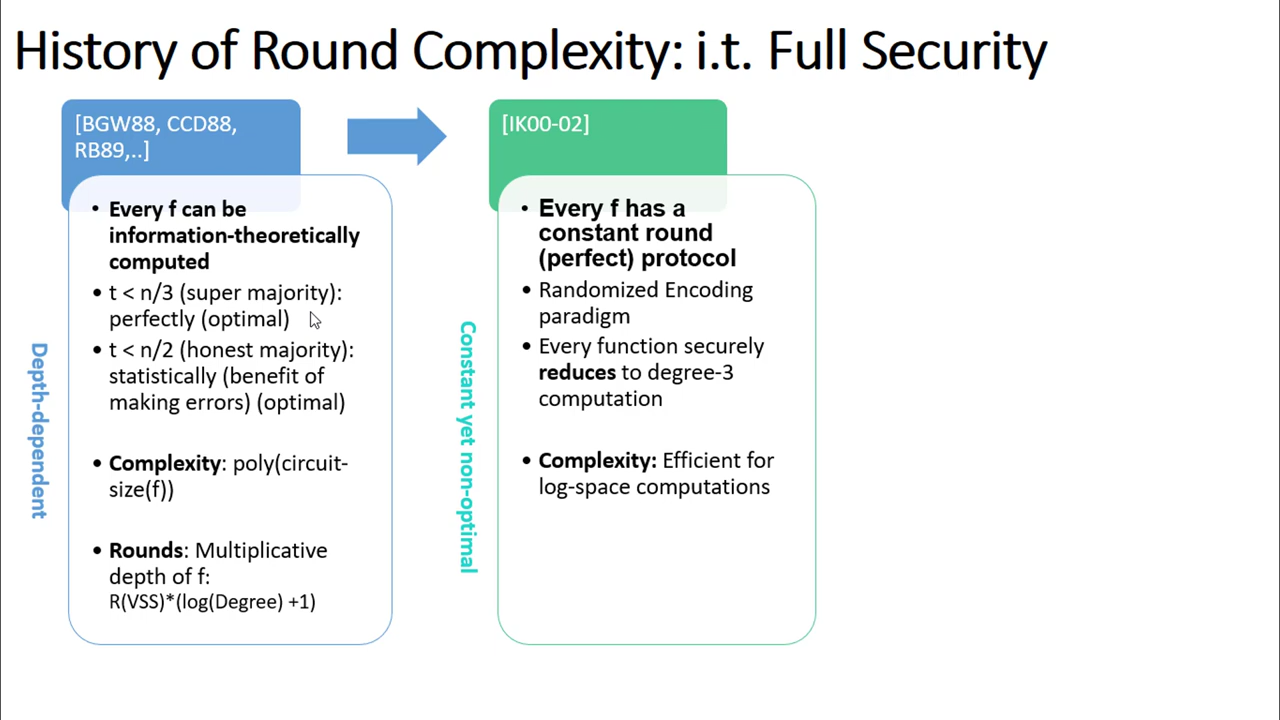 History of Round Complexity: i.t. Full Security
[BGW88, CCD88,
RB89,..]
• Every f can be
information-theoretically
computed
• t < n/3 (super majority):
perfectly (optimal)
• t < n/2 (honest majority):
statistically (benefit of
making errors) (optimal)
• Complexity: poly(circuit-
size(f))
• Rounds: Multiplicative
depth of f:
R(VSS)*(log(Degree) +1)
Depth-dependent
[IK00-02]
• Every f has a
constant round
(perfect) protocol
• Randomized Encoding
paradigm
• Every function securely
reduces to degree-3
computation
• Complexity: Efficient for
log-space computations
Constant yet non-optimal